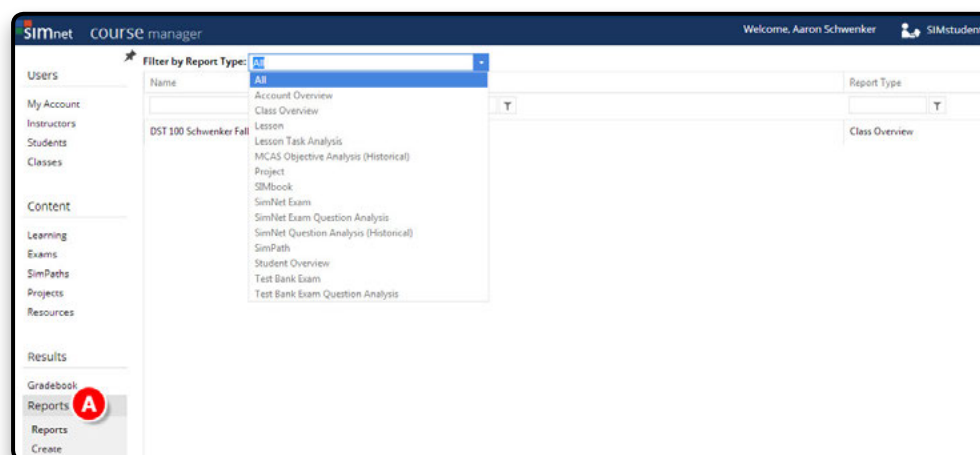 SIMnet course manager
Welcome, Aaron Schwenker
SIMstudent
Users
My Account
Instructors
Students
Classes
Content
Learning
Exams
SimPaths
Projects
Resources
Results
Gradebook
Reports A
Reports
Create
Filter by Report Type: All
Name
Report Type
DST 100 Schwenker Fall
Class Overview
All
Account Overview
Class Overview
Lesson
Lesson Task Analysis
MCAS Objective Analysis (Historical)
Project
SIMbook
SimNet Exam
SimNet Exam Question Analysis
SimNet Question Analysis (Historical)
SimPath
Student Overview
Test Bank Exam
Test Bank Exam Question Analysis